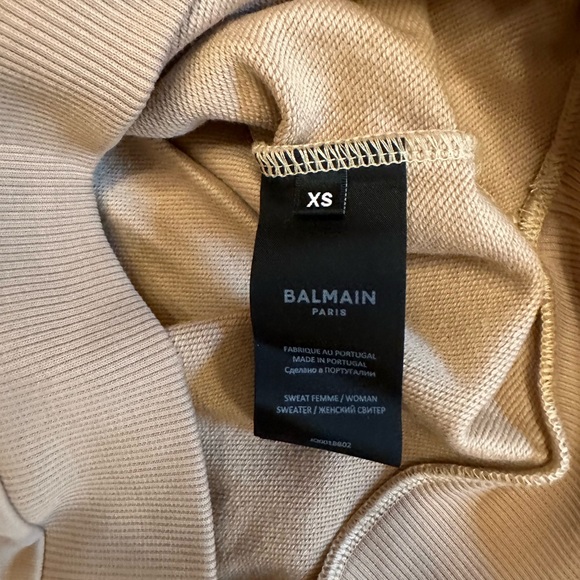 XS
BALMAIN
PARIS
FABRIQUE AU PORTUGAL
MADE IN PORTUGAL
Сделано в ПОРТУГАЛИИ
SWEAT FEMME / WOMAN
SWEATER / ЖЕНСКИЙ СВИТЕР